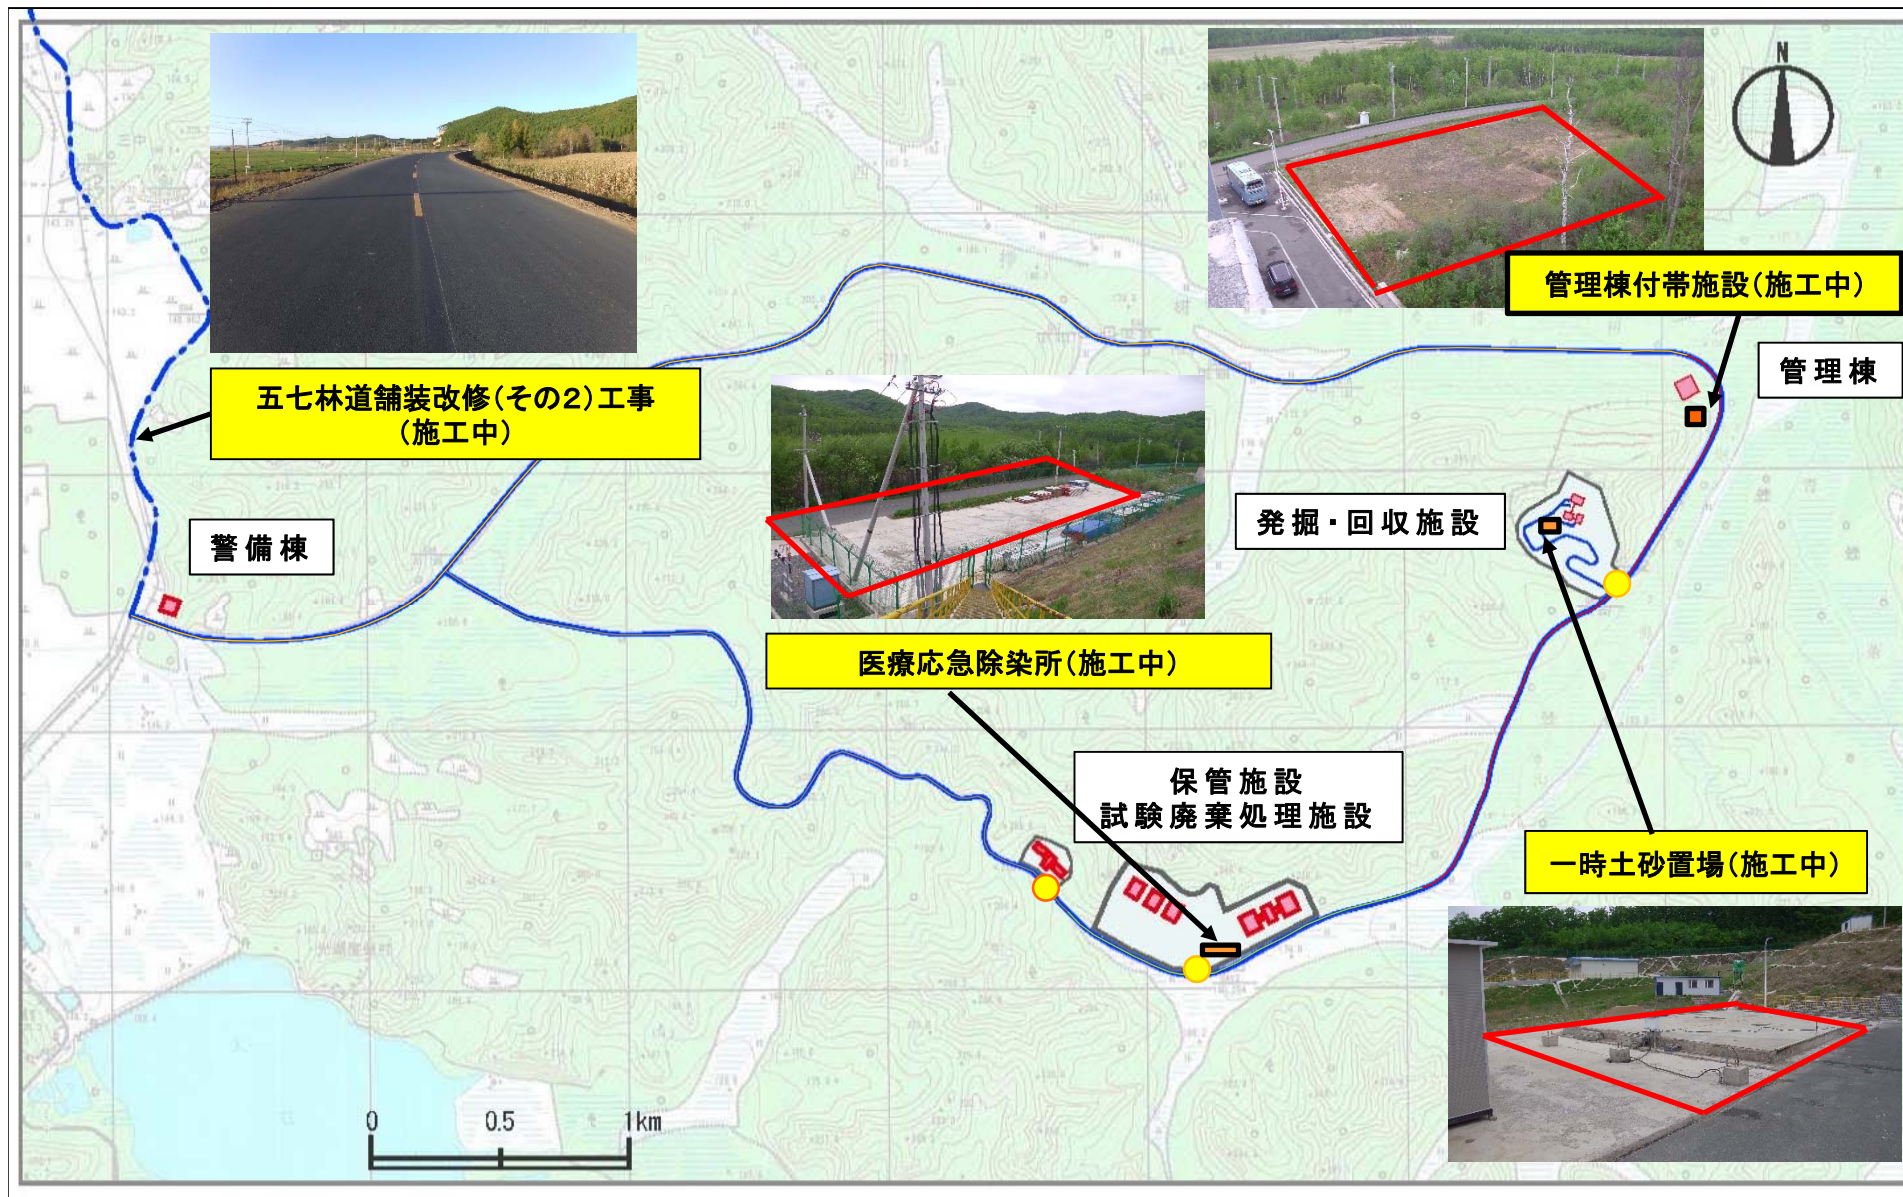 N
管理棟付帯施設(施工中)
管理棟
五七林道舗装改修(その2)工事
(施工中)
発掘・回収施設
警備棟
医療応急除染所(施工中)
保管施設
試験廃棄処理施設
一時土砂置場(施工中)
0 0.5 1km